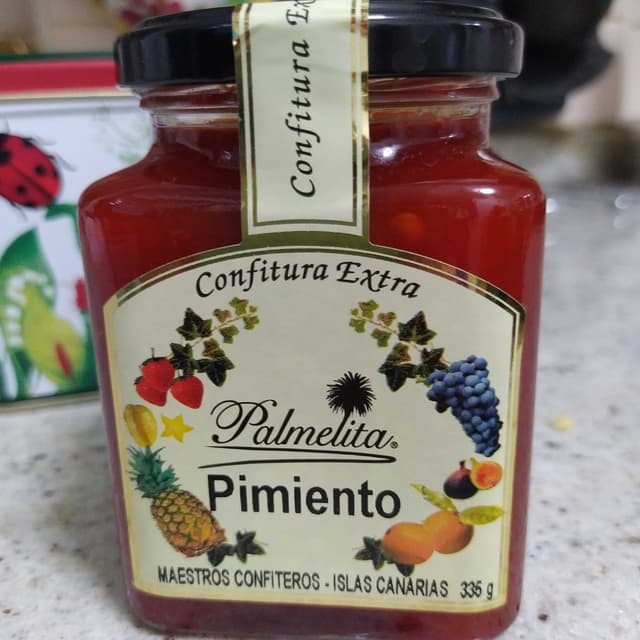 Confitura Ex
Confitura Extra
Palmelita®
Pimiento
MAESTROS CONFITEROS - ISLAS CANARIAS 335 g